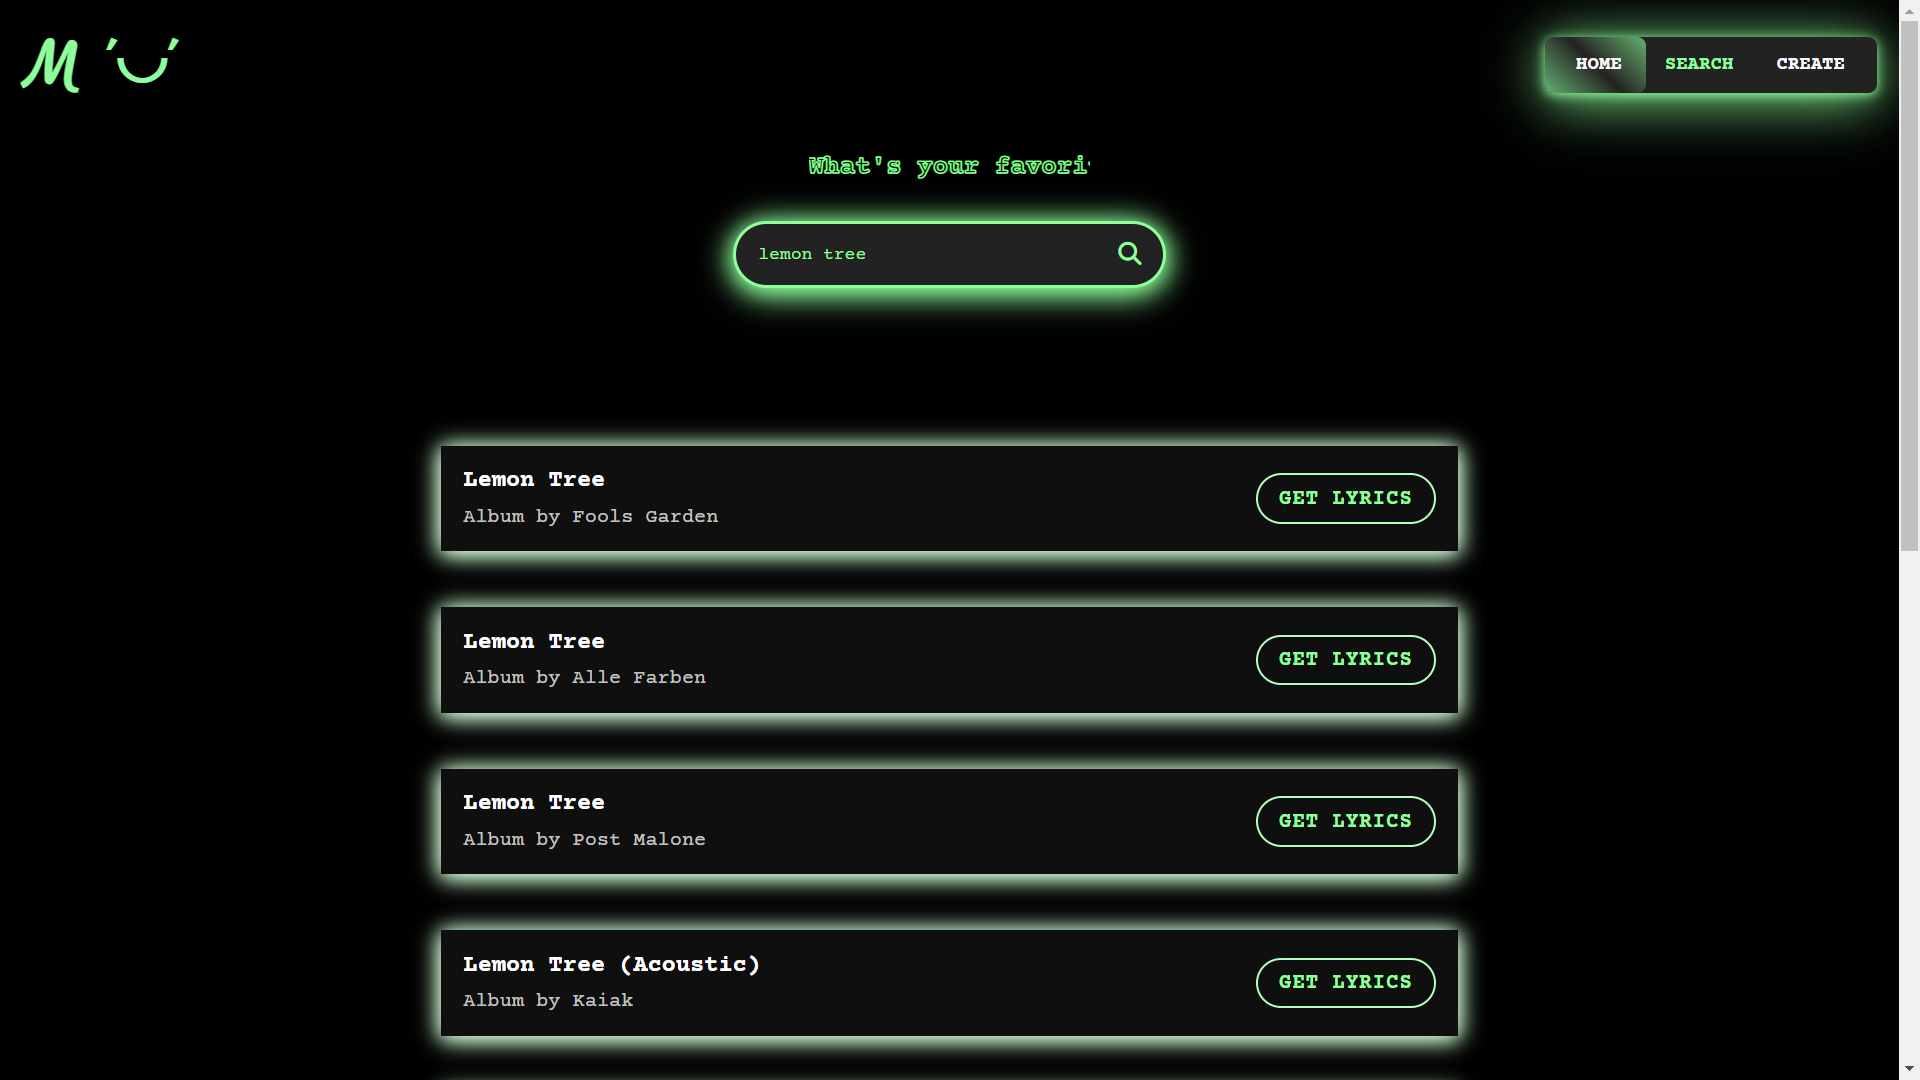 M
HOME SEARCH CREATE
What's your favori
lemon tree
Lemon Tree
Album by Fools Garden
GET LYRICS
Lemon Tree
Album by Alle Farben
GET LYRICS
Lemon Tree
Album by Post Malone
GET LYRICS
Lemon Tree (Acoustic)
Album by Kaiak
GET LYRICS